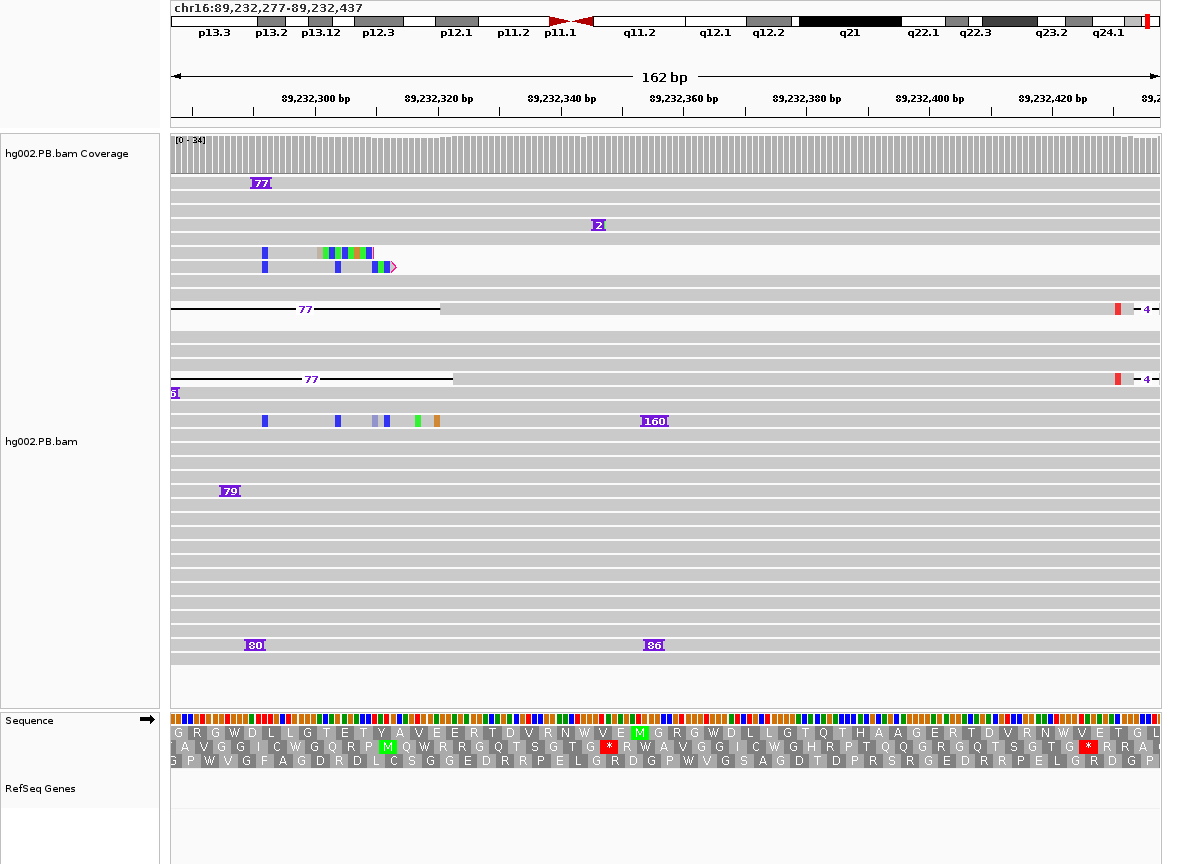 chr16:89,232,277-89,232,437
p13.3 p13.2 p13.12 p12.3 p12.1 p11.2 p11.1 q11.2 q12.1 q12.2 q21 q22.1 q22.3 q23.2 q24.1
162 bp
89,232,300 bp 89,232,320 bp 89,232,340 bp 89,232,360 bp 89,232,380 bp 89,232,400 bp 89,232,420 bp 89,2
hg002.PB.bam Coverage
[0 - 34]
77
2
77 4
77 4
6
160
hg002.PB.bam
79
80 86
Sequence
G R G W D L L G T E T Y A V E E R T D V R N W V E M G R G W D L L G T Q T H A A G E R T D V R N W V E T G L
A V G G I C W G Q R P M Q W R R G Q T S G T G * R W A V G G I C W G H R P T Q Q G R G Q T S G T G * R R A
G P W V G F A G D R D L C S G G E D R R P E L G R D G P W V G S A G D T D P R S R G E D R R P E L G R D G P
RefSeq Genes